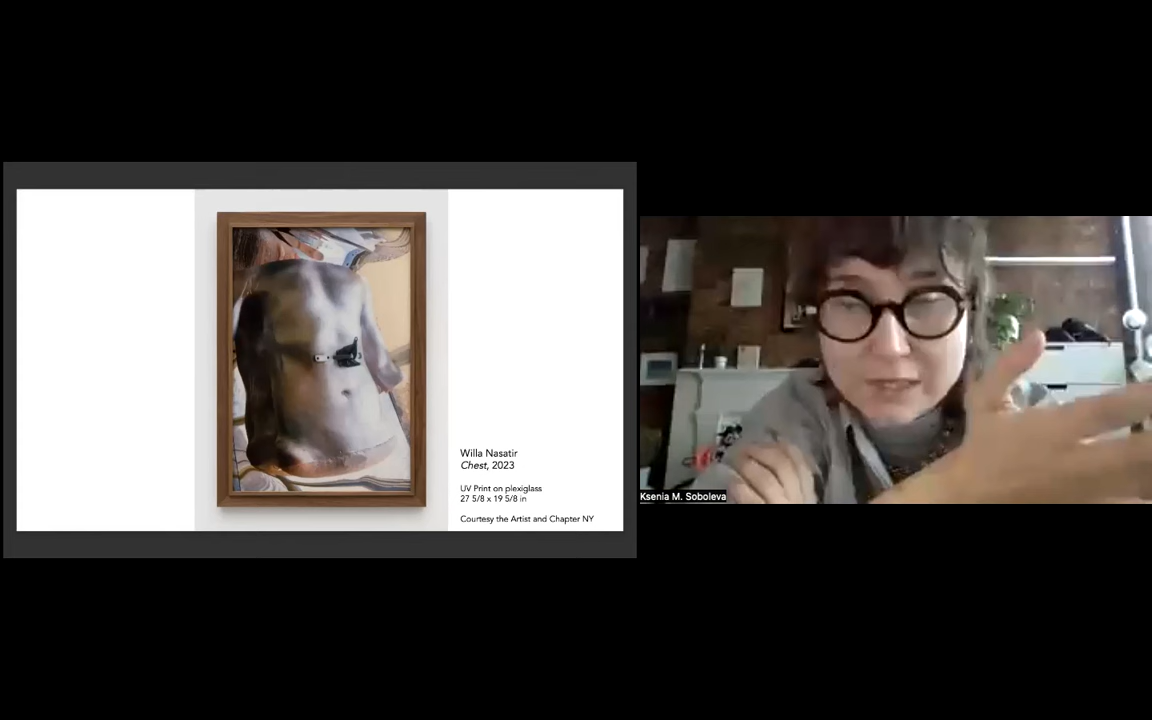 Willa Nasatir
Chest, 2023
UV Print on plexiglass
27 5/8 x 19 5/8 in
Courtesy the Artist and Chapter NY
Ksenia M. Soboleva